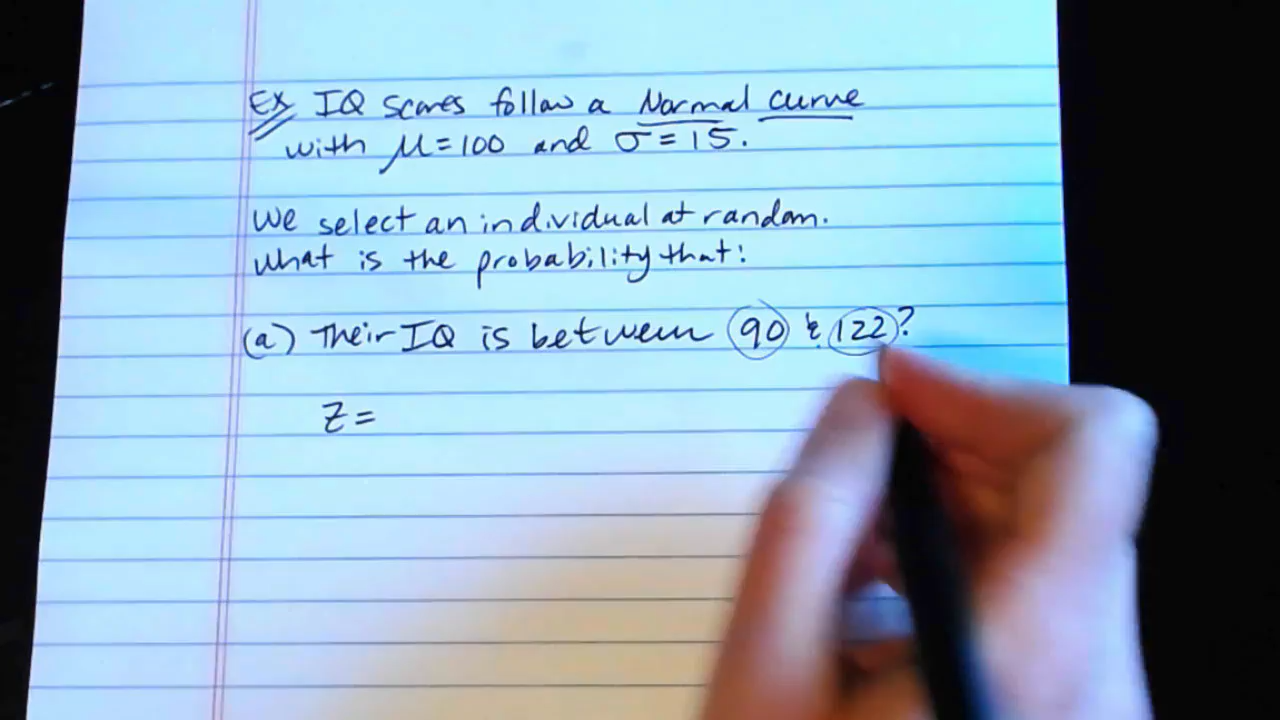 Ex IQ scores follow a Normal curve
with μ=100 and σ=15.
We select an individual at random.
What is the probability that:
(a) Their IQ is between 90 & 122?
Z=